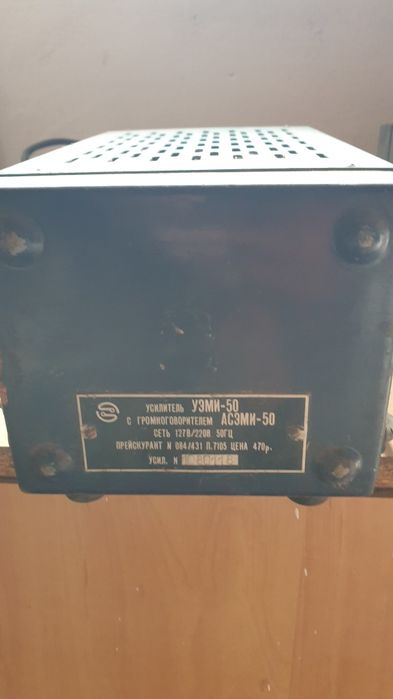 УСИЛИТЕЛЬ УЭМИ-50
С ГРОМКОГОВОРИТЕЛЕМ АСЭМИ-50
СЕТЬ 127В/220В 50ГЦ
ПРЕЙСКУРАНТ N 084/431 П.7105 ЦЕНА 470р.
УСИЛ. N